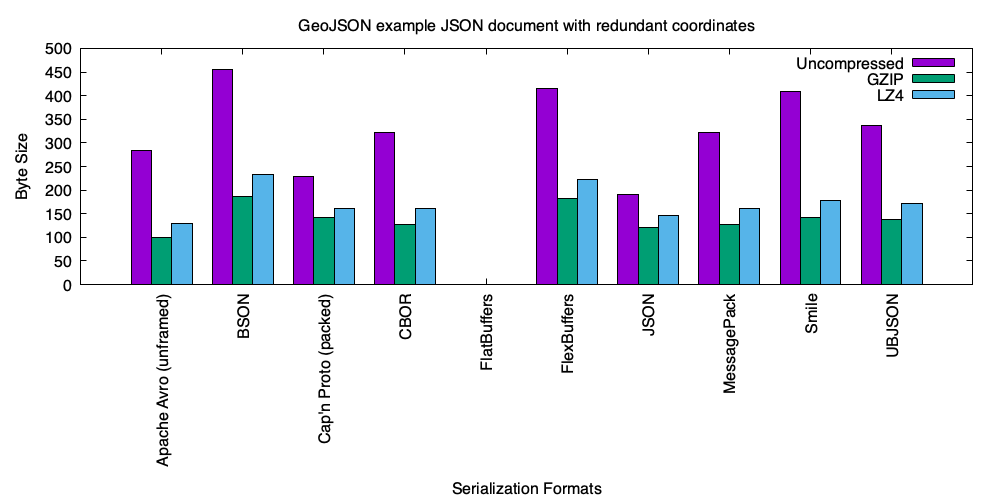 GeoJSON example JSON document with redundant coordinates
Uncompressed
GZIP
LZ4
Byte Size
500
450
400
350
300
250
200
150
100
50
0
Apache Avro (unframed)
BSON
Cap'n Proto (packed)
CBOR
FlatBuffers
FlexBuffers
JSON
MessagePack
Smile
UBJSON
Serialization Formats